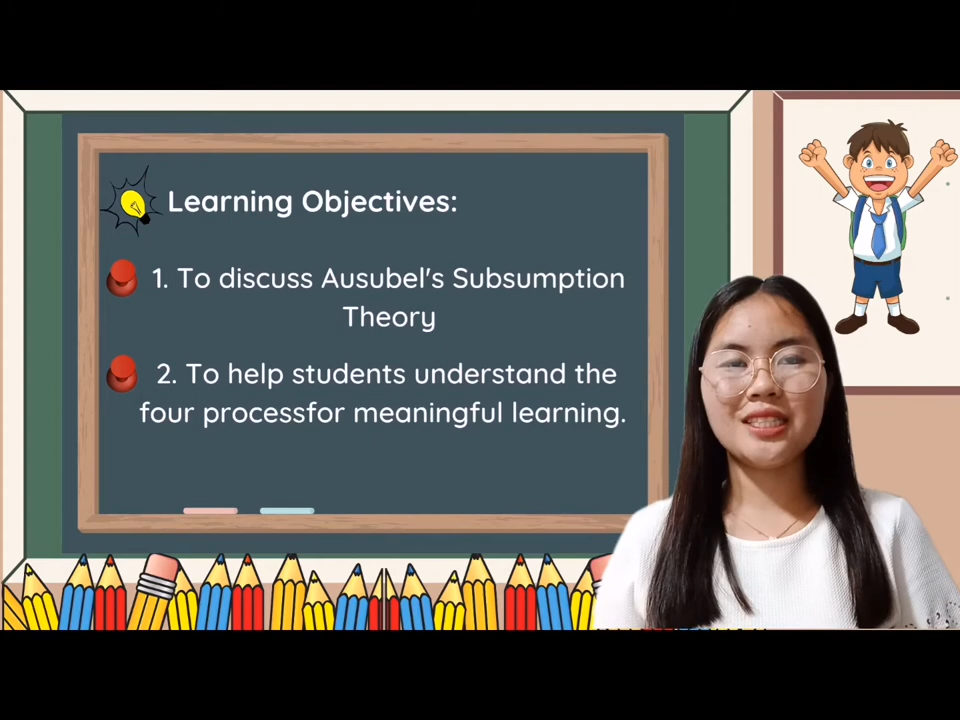 Learning Objectives:
1. To discuss Ausubel's Subsumption
Theory
2. To help students understand the
four processfor meaningful learning.